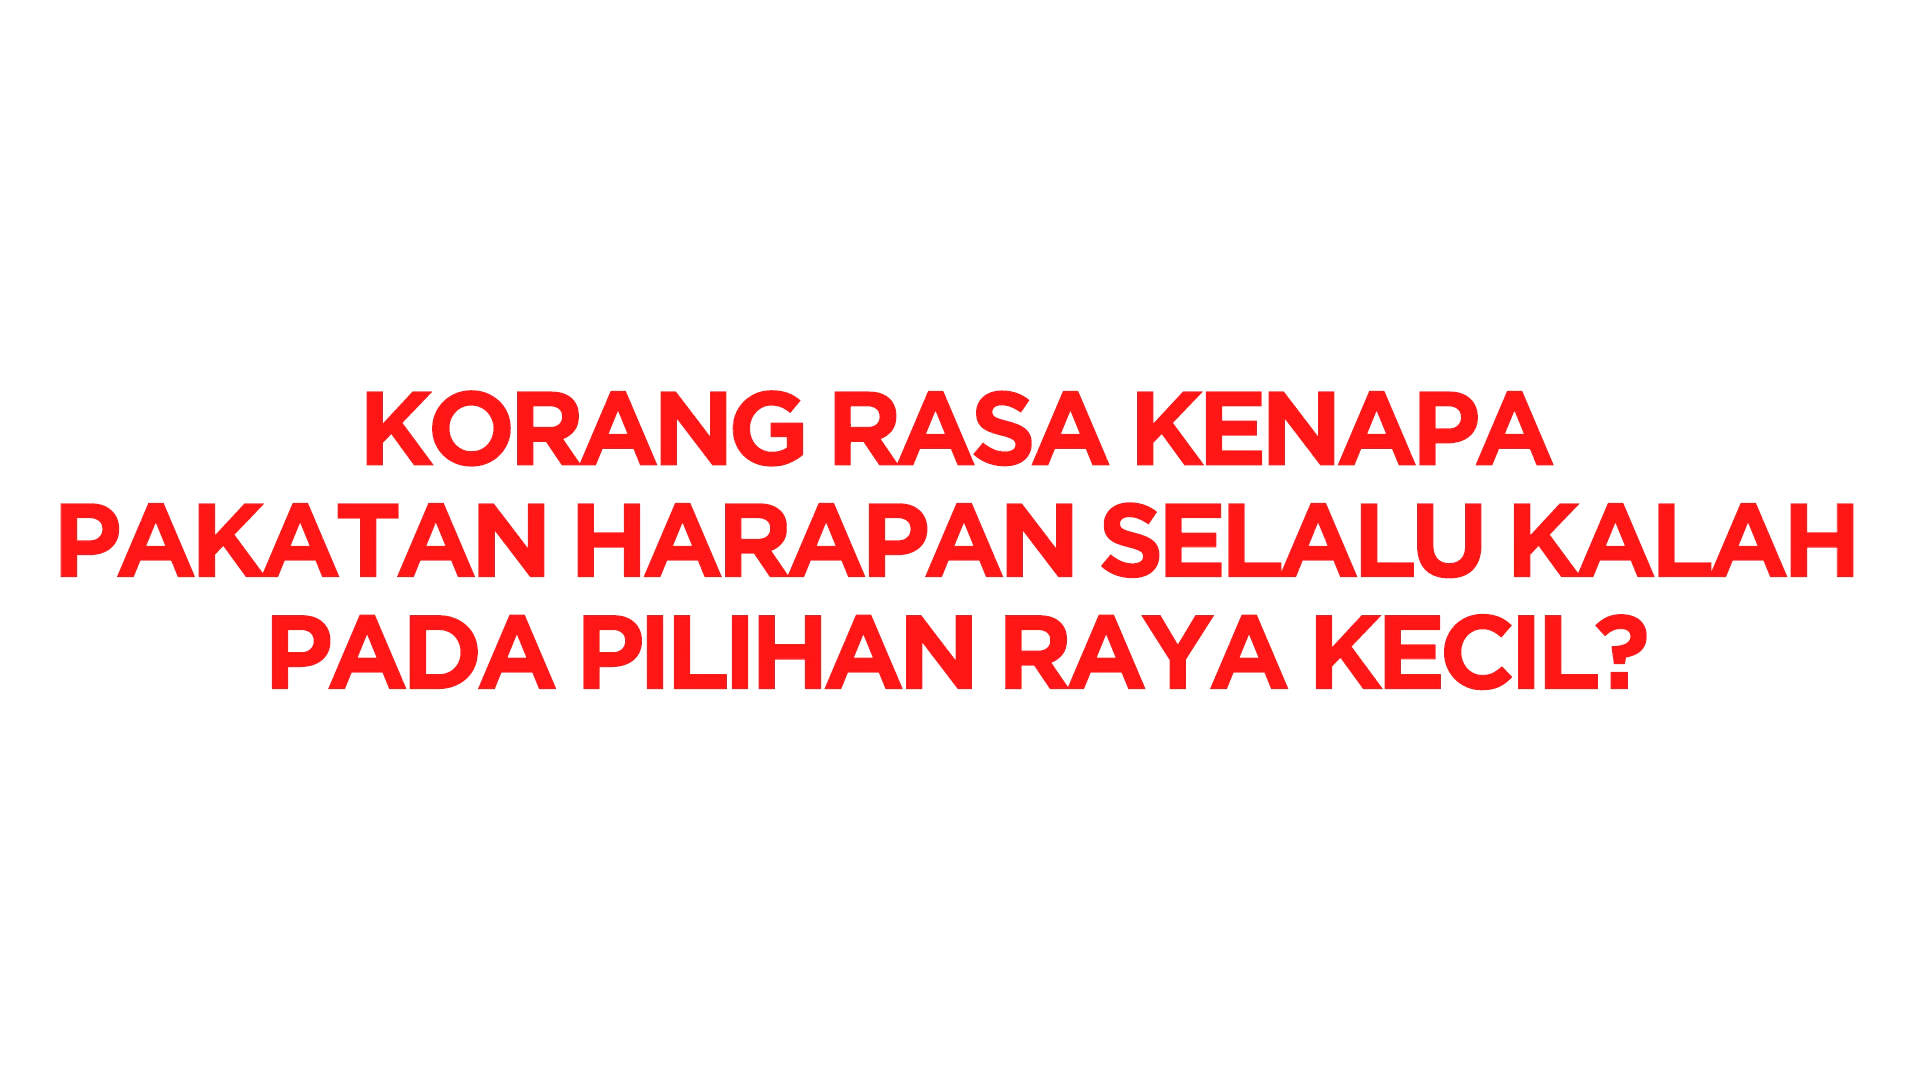 KORANG RASA KENAPA
PAKATAN HARAPAN SELALU KALAH
PADA PILIHAN RAYA KECIL?